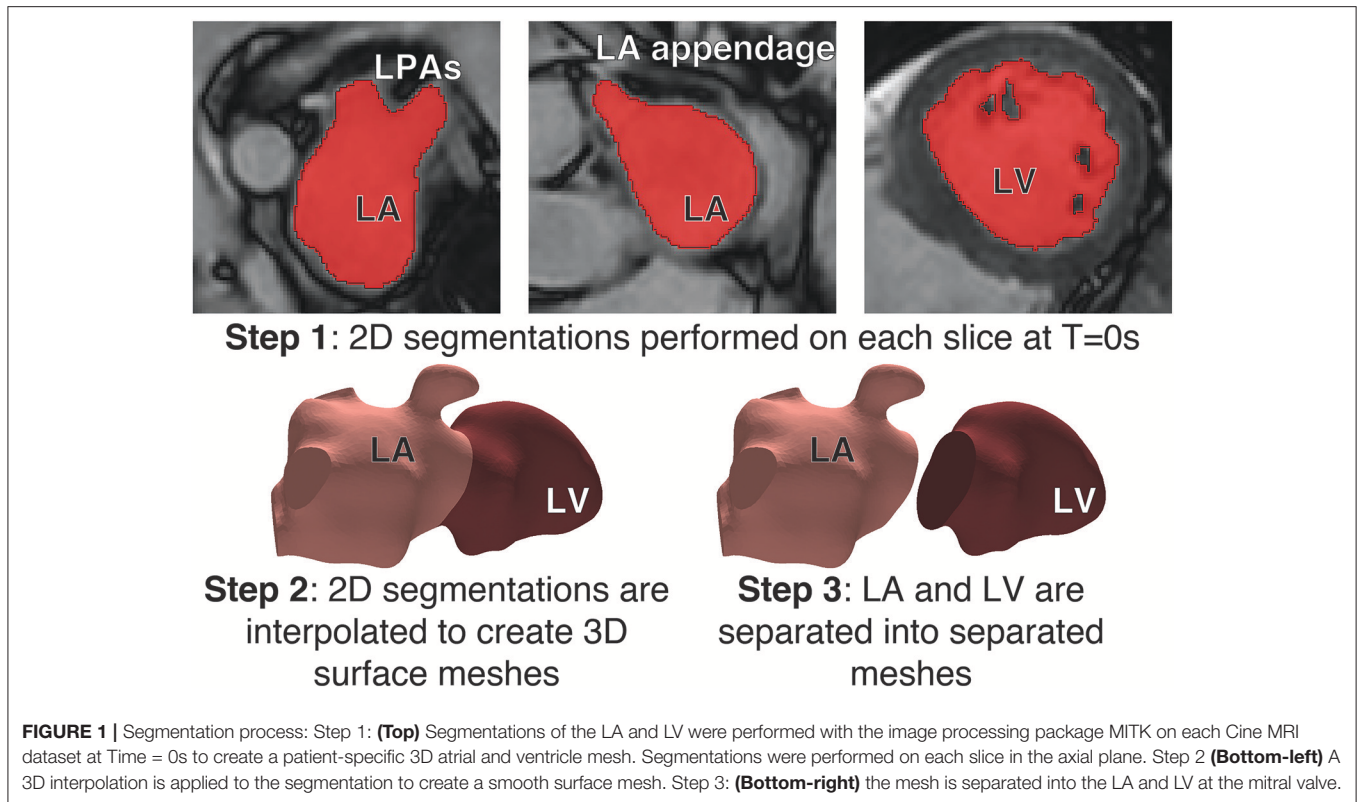 LPAs
LA
LA appendage
LA
LV
Step 1: 2D segmentations performed on each slice at T=0s
LA
LV
LA
LV
Step 2: 2D segmentations are
interpolated to create 3D
surface meshes
Step 3: LA and LV are
separated into separated
meshes
FIGURE 1 | Segmentation process: Step 1: (Top) Segmentations of the LA and LV were performed with the image processing package MITK on each Cine MRI
dataset at Time = 0s to create a patient-specific 3D atrial and ventricle mesh. Segmentations were performed on each slice in the axial plane. Step 2 (Bottom-left) A
3D interpolation is applied to the segmentation to create a smooth surface mesh. Step 3: (Bottom-right) the mesh is separated into the LA and LV at the mitral valve.